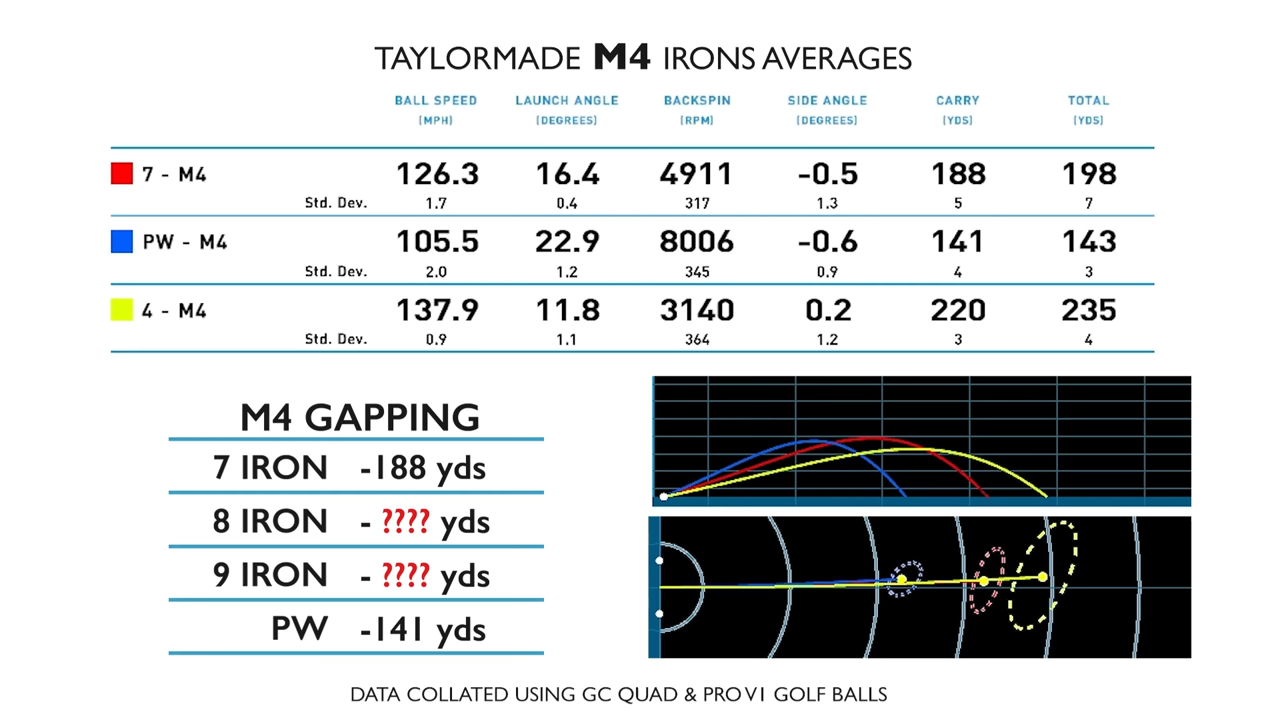 TAYLORMADE M4 IRONS AVERAGES
BALL SPEED LAUNCH ANGLE BACKSPIN SIDE ANGLE CARRY TOTAL
(MPH) (DEGREES) (RPM) (DEGREES) (YDS) (YDS)
7 - M4 126.3 16.4 4911 -0.5 188 198
Std. Dev. 1.7 0.4 317 1.3 5 7
PW - M4 105.5 22.9 8006 -0.6 141 143
Std. Dev. 2.0 1.2 345 0.9 4 3
4 - M4 137.9 11.8 3140 0.2 220 235
Std. Dev. 0.9 1.1 364 1.2 3 4
M4 GAPPING
7 IRON -188 yds
8 IRON - ???? yds
9 IRON - ???? yds
PW -141 yds
DATA COLLATED USING GC QUAD & PRO V1 GOLF BALLS